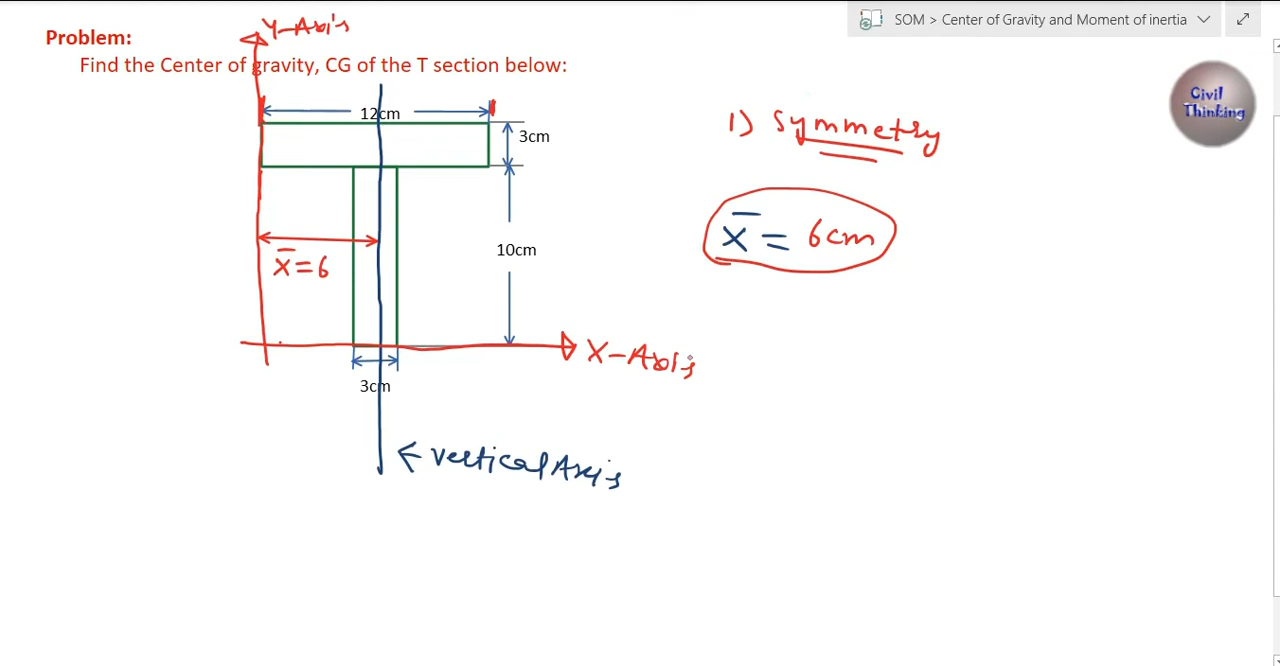 SOM > Center of Gravity and Moment of inertia
Problem:
Y-Axis
Find the Center of gravity, CG of the T section below:
Civil
Thinking
12cm
3cm
1) Symmetry
x̄ = 6cm
10cm
x̄=6
X-Axis
3cm
← Vertical Axis